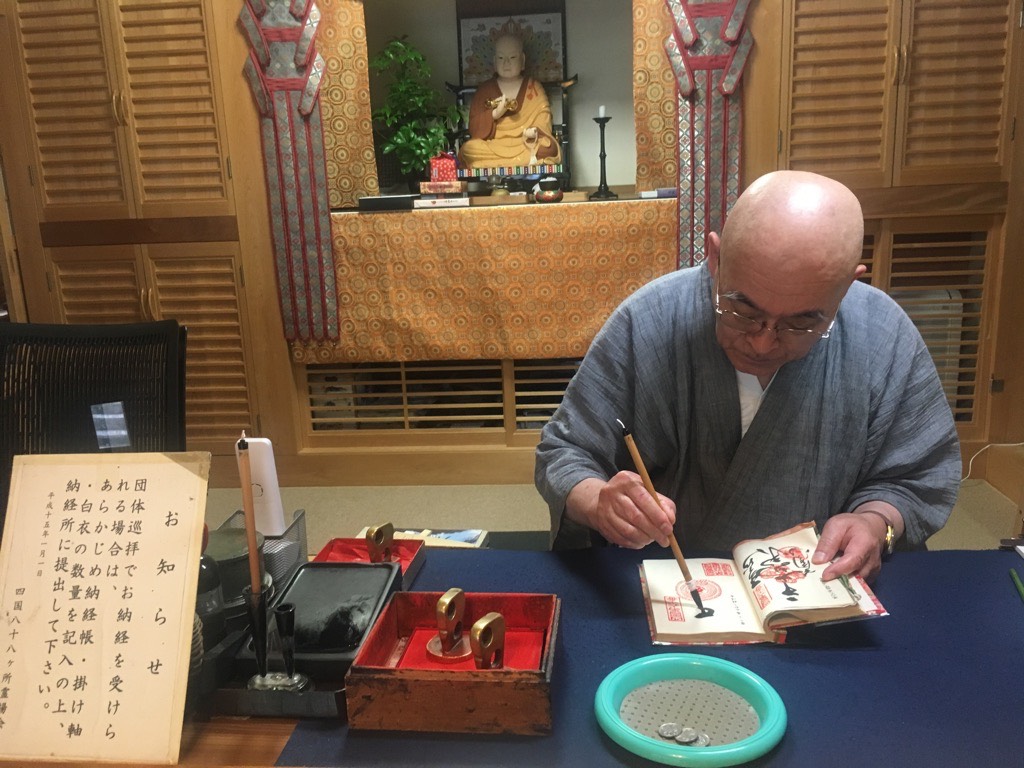 お知らせ
団体巡拝でお納経を受けら
れる場合は、
あらかじめ納経帳・掛け軸
・白衣の数量を記入の上、
納経所に提出して下さい。
平成十五年一月一日
四国八十八ヶ所霊場会